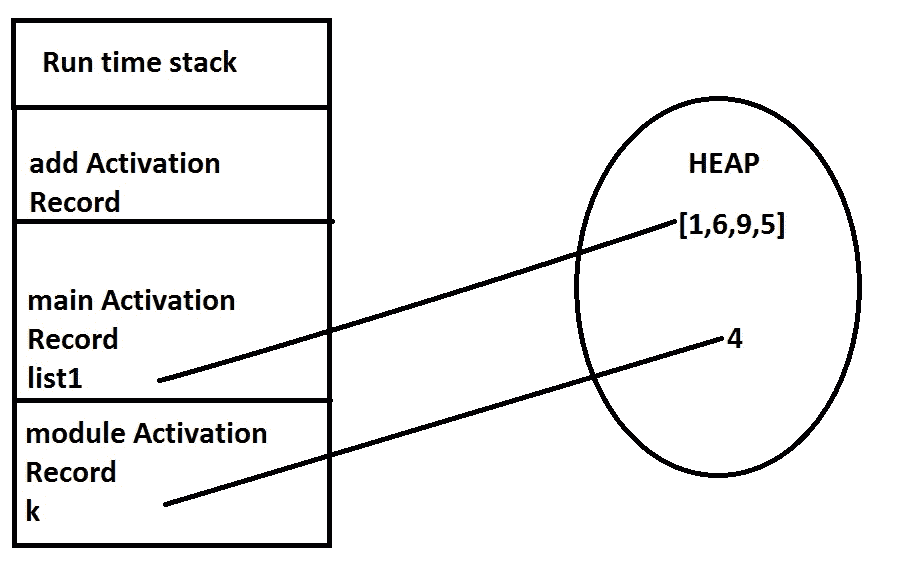 Run time stack
add Activation
Record
main Activation
Record
list1
module Activation
Record
k
HEAP
[1,6,9,5]
4